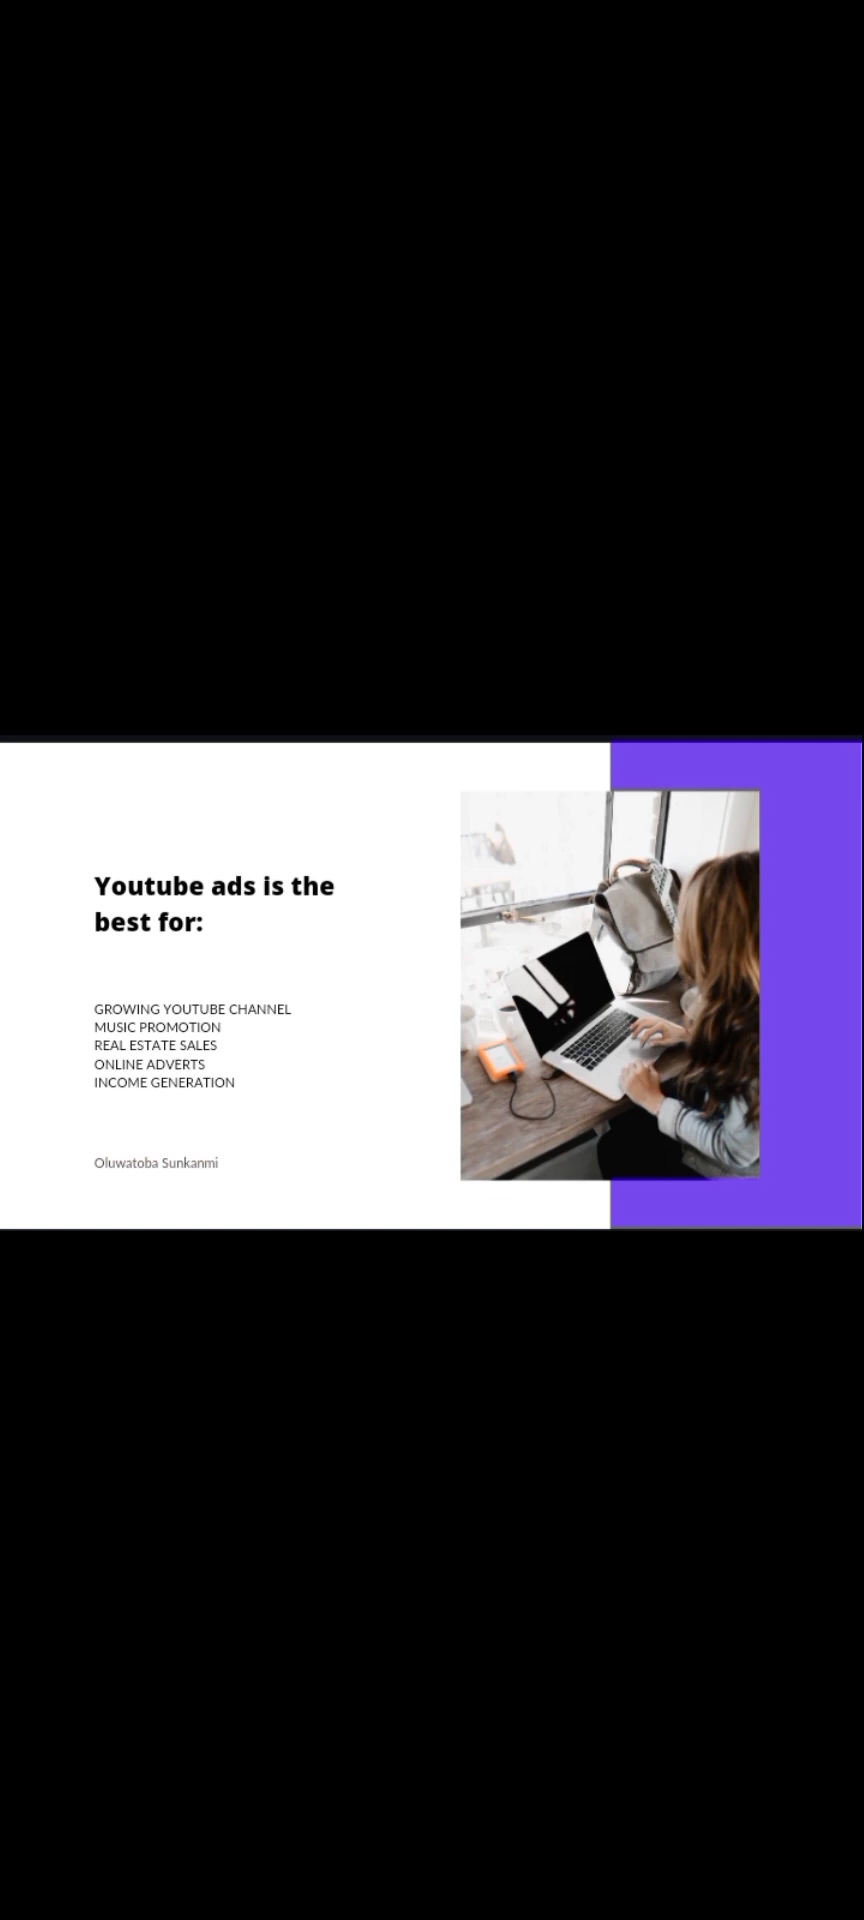 Youtube ads is the
best for:
GROWING YOUTUBE CHANNEL
MUSIC PROMOTION
REAL ESTATE SALES
ONLINE ADVERTS
INCOME GENERATION
Oluwatoba Sunkanmi